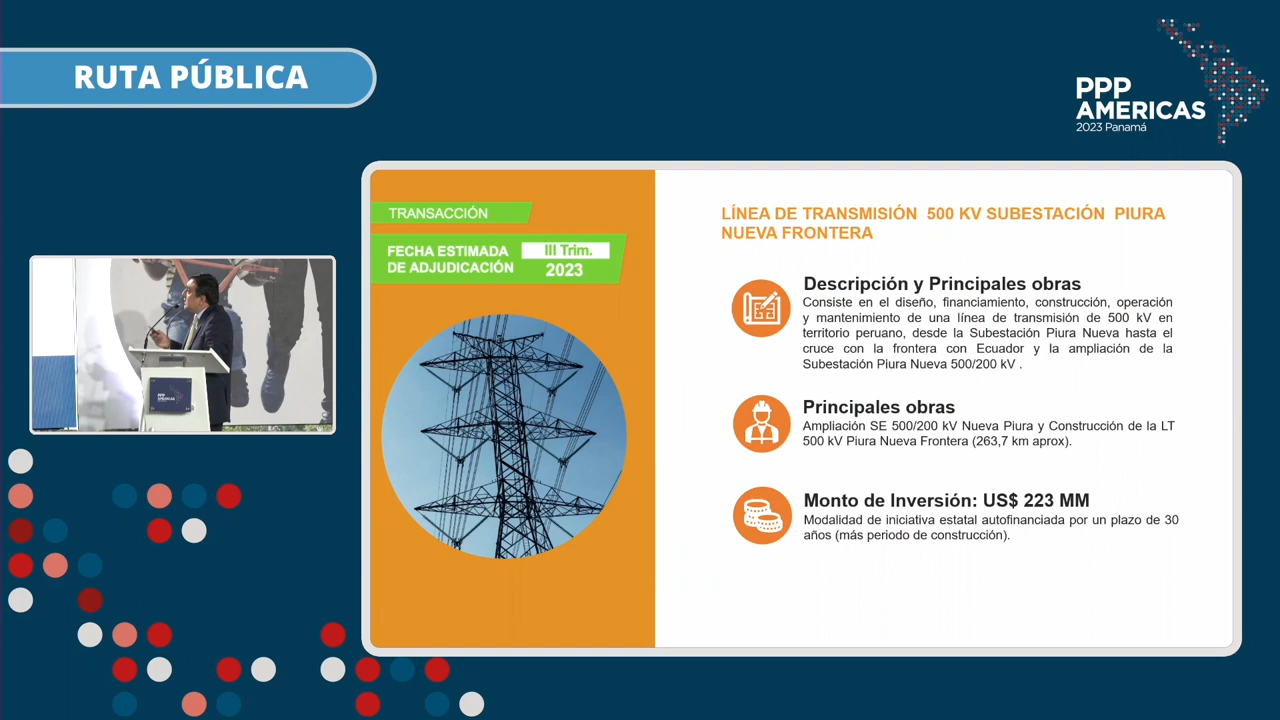 RUTA PÚBLICA
PPP
AMERICAS
2023 Panamá
TRANSACCIÓN
FECHA ESTIMADA
DE ADJUDICACIÓN
III Trim.
2023
LÍNEA DE TRANSMISIÓN 500 KV SUBESTACIÓN PIURA
NUEVA FRONTERA
Descripción y Principales obras
Consiste en el diseño, financiamiento, construcción, operación
y mantenimiento de una línea de transmisión de 500 kV en
territorio peruano, desde la Subestación Piura Nueva hasta el
cruce con la frontera con Ecuador y la ampliación de la
Subestación Piura Nueva 500/200 kV .
Principales obras
Ampliación SE 500/200 kV Nueva Piura y Construcción de la LT
500 kV Piura Nueva Frontera (263,7 km aprox).
Monto de Inversión: US$ 223 MM
Modalidad de iniciativa estatal autofinanciada por un plazo de 30
años (más periodo de construcción).
PPP
AMERICAS